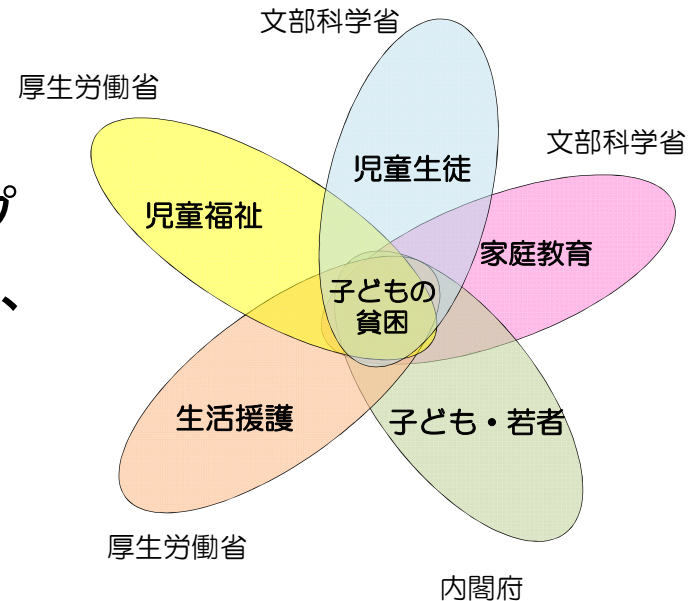 文部科学省
厚生労働省
文部科学省
児童生徒
プ
児童福祉
家庭教育
、
子どもの
貧困
生活援護
子ども・若者
厚生労働省
内閣府